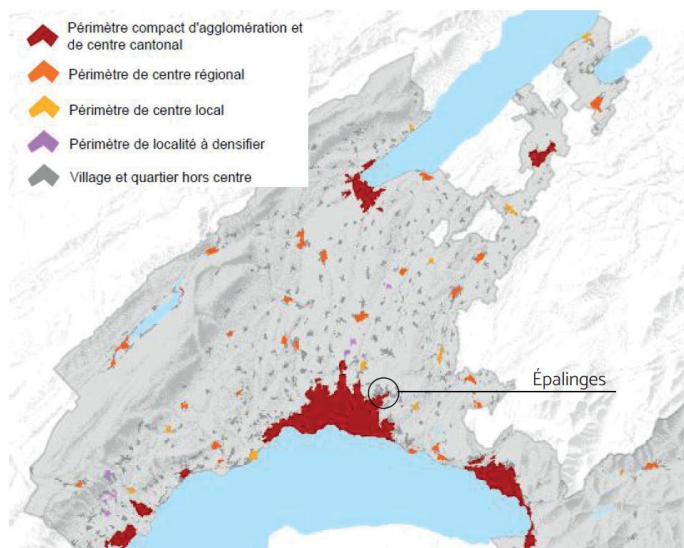 Périmètre compact d'agglomération et
de centre cantonal
Périmètre de centre régional
Périmètre de centre local
Périmètre de localité à densifier
Village et quartier hors centre
Épalinges